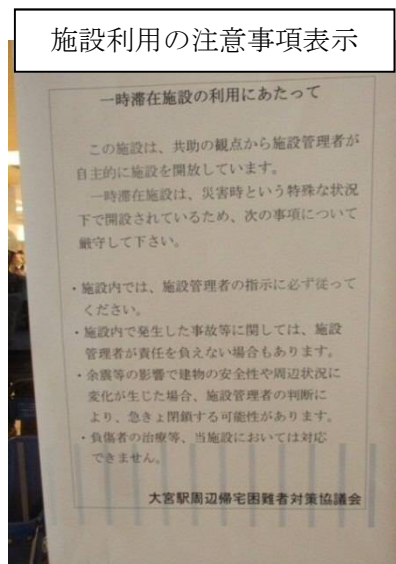 施設利用の注意事項表示
一時滞在施設の利用にあたって
この施設は、共助の観点から施設管理者が
自主的に施設を開放しています。
一時滞在施設は、災害時という特殊な状況
下で開設されているため、次の事項について
厳守して下さい。
・施設内では、施設管理者の指示に必ず従って
ください。
・施設内で発生した事故等に関しては、施設
管理者が責任を負えない場合もあります。
・余震等の影響で建物の安全性や周辺状況に
変化が生じた場合、施設管理者の判断に
より、急きょ閉鎖する可能性があります。
・負傷者の治療等、当施設においては対応
できません。
大宮駅周辺帰宅困難者対策協議会